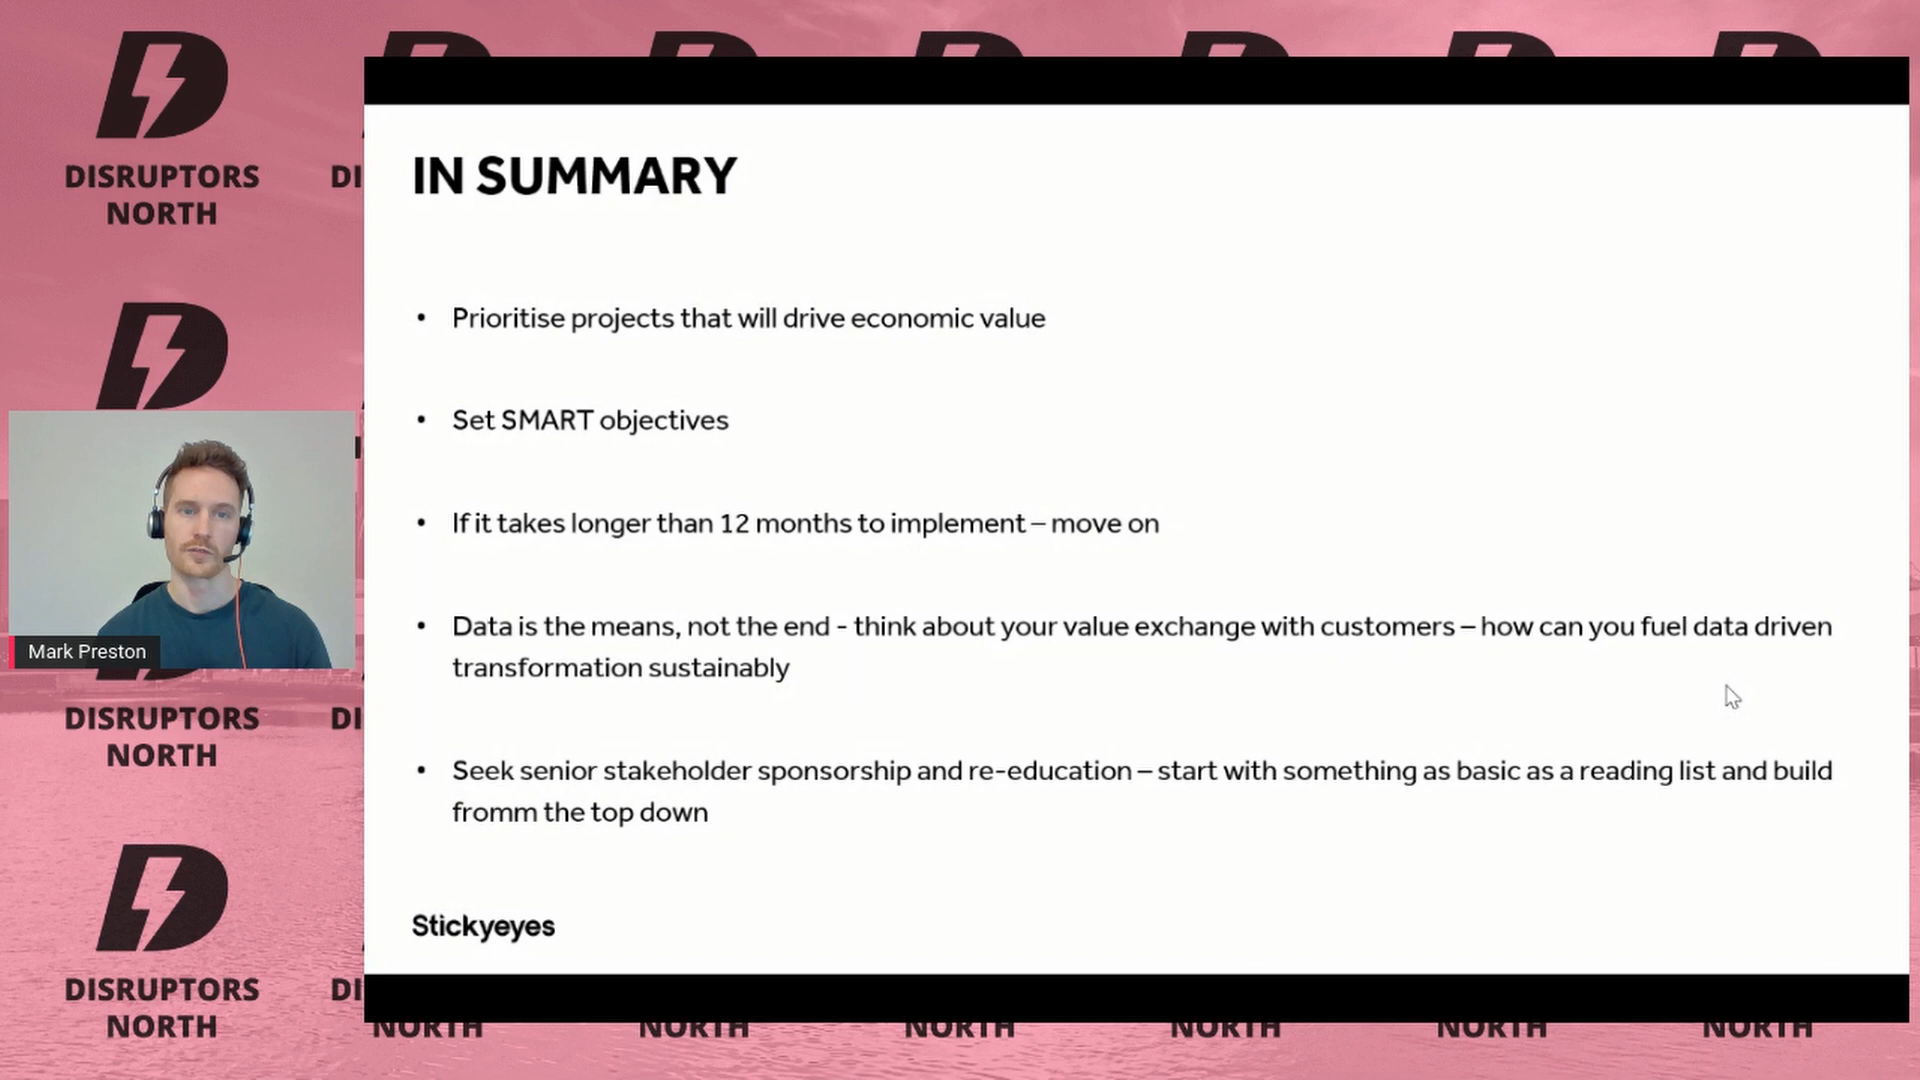 DISRUPTORS
NORTH
DI
IN SUMMARY
• Prioritise projects that will drive economic value
• Set SMART objectives
• If it takes longer than 12 months to implement – move on
• Data is the means, not the end - think about your value exchange with customers – how can you fuel data driven
transformation sustainably
• Seek senior stakeholder sponsorship and re-education – start with something as basic as a reading list and build
fromm the top down
Stickyeyes
Mark Preston
DISRUPTORS
NORTH
DI
DISRUPTORS
NORTH
DI
NORTH
NORTH
NORTH
NORTH
NORTH
NORTH